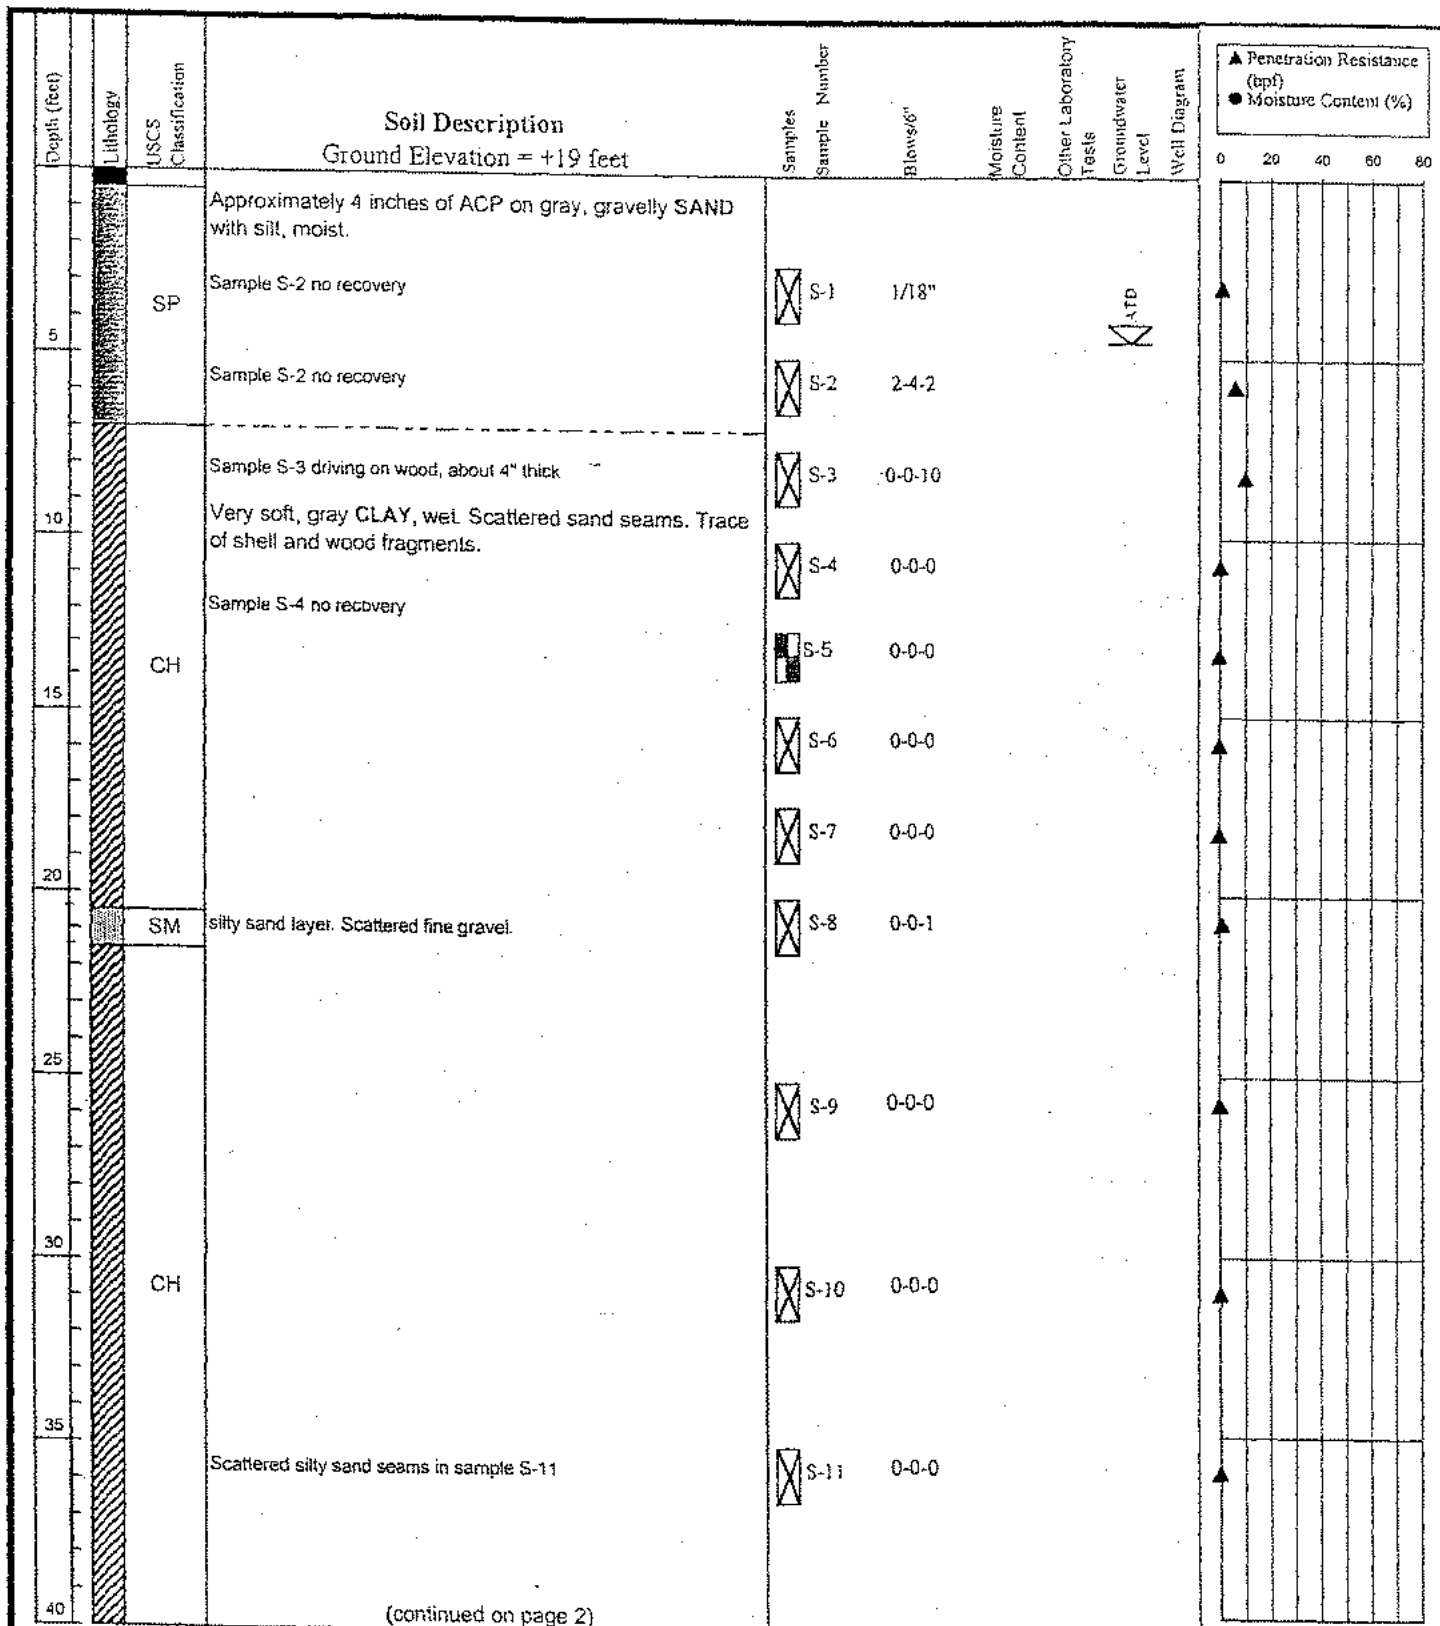 Depth (feet)
Lithology
USCS
Classification
Soil Description
Ground Elevation = +19 feet
Samples
Sample Number
Blows/6"
Moisture
Content
Other Laboratory
Tests
Groundwater
Level
Well Diagram
▲ Penetration Resistance
(bpf)
● Moisture Content (%)
0 20 40 60 80
Approximately 4 inches of ACP on gray, gravelly SAND
with silt, moist.
Sample S-2 no recovery
SP
S-1 1/18"
ATD
5
Sample S-2 no recovery
S-2 2-4-2
Sample S-3 driving on wood, about 4" thick
S-3 0-0-10
10
Very soft, gray CLAY, wet. Scattered sand seams. Trace
of shell and wood fragments.
S-4 0-0-0
Sample S-4 no recovery
CH
S-5 0-0-0
15
S-6 0-0-0
S-7 0-0-0
20
SM
silty sand layer. Scattered fine gravel.
S-8 0-0-1
25
S-9 0-0-0
30
CH
S-10 0-0-0
35
Scattered silty sand seams in sample S-11
S-11 0-0-0
40
(continued on page 2)